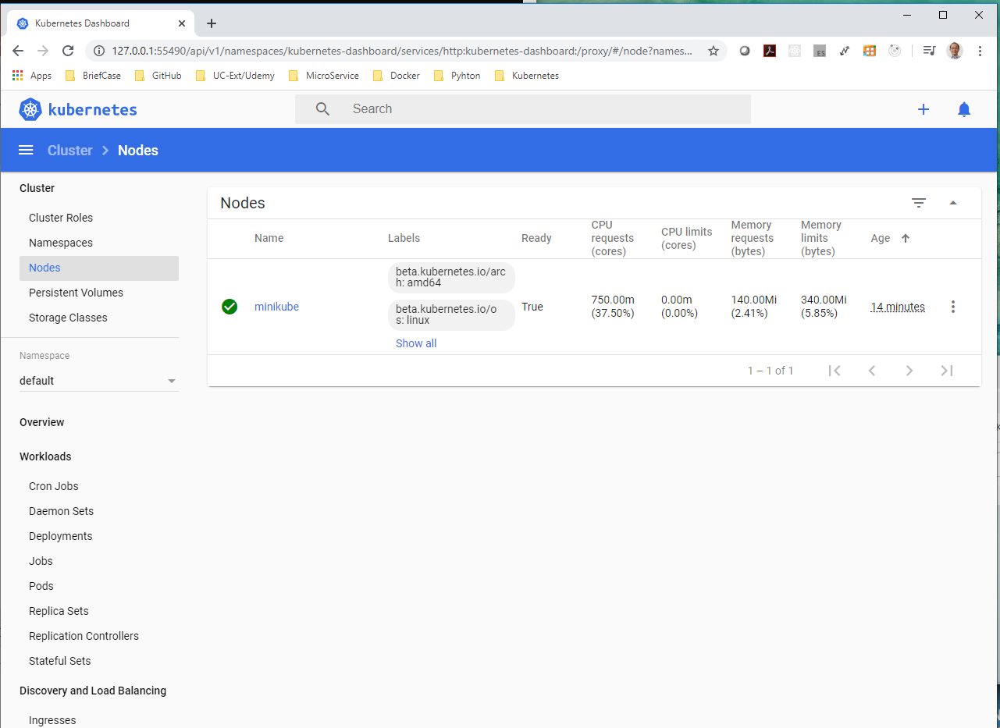 Kubernetes Dashboard
127.0.0.1:55490/api/v1/namespaces/kubernetes-dashboard/services/http:kubernetes-dashboard:/proxy/#/node?names...
ES
Apps BriefCase GitHub UC-Ext/Udemy MicroService Docker Pyhton Kubernetes
kubernetes
Search
Cluster Nodes
Cluster
Cluster Roles
Namespaces
Nodes
Persistent Volumes
Storage Classes
Namespace
default
Overview
Workloads
Cron Jobs
Daemon Sets
Deployments
Jobs
Pods
Replica Sets
Replication Controllers
Stateful Sets
Discovery and Load Balancing
Ingresses
Nodes
Name
Labels
Ready
CPU
requests
(cores)
CPU limits
(cores)
Memory
requests
(bytes)
Memory
limits
(bytes)
Age
minikube
beta.kubernetes.io/arc
h: amd64
beta.kubernetes.io/o
s: linux
Show all
True
750.00m
(37.50%)
0.00m
(0.00%)
140.00Mi
(2.41%)
340.00Mi
(5.85%)
14 minutes
1 – 1 of 1